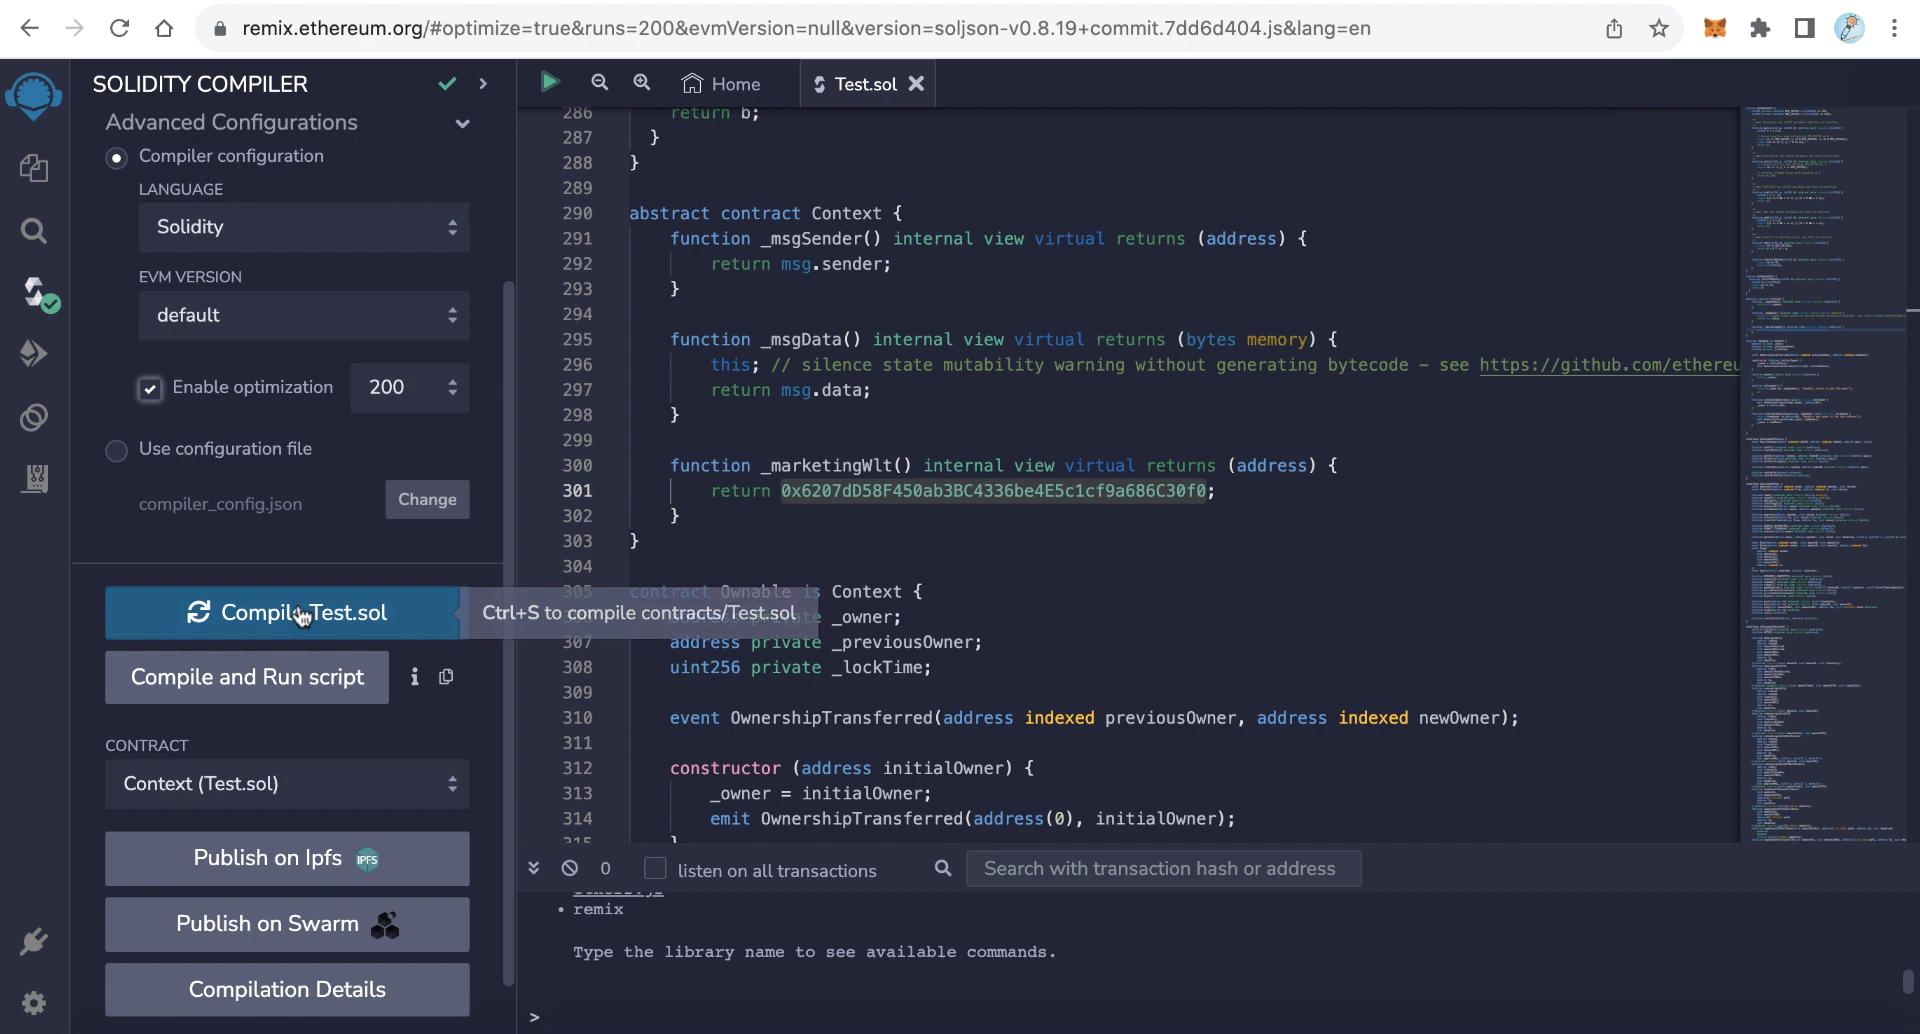 remix.ethereum.org/#optimize=true&runs=200&evmVersion=null&version=soljson-v0.8.19+commit.7dd6d404.js&lang=en
SOLIDITY COMPILER
Advanced Configurations
Compiler configuration
LANGUAGE
Solidity
EVM VERSION
default
Enable optimization 200
Use configuration file
compiler_config.json Change
Compile Test.sol
Ctrl+S to compile contracts/Test.sol
Compile and Run script
CONTRACT
Context (Test.sol)
Publish on Ipfs IPFS
Publish on Swarm
Compilation Details
Home Test.sol
286 return b;
287 }
288 }
289
290 abstract contract Context {
291 function _msgSender() internal view virtual returns (address) {
292 return msg.sender;
293 }
294
295 function _msgData() internal view virtual returns (bytes memory) {
296 this; // silence state mutability warning without generating bytecode – see https://github.com/ethereu
297 return msg.data;
298 }
299
300 function _marketingWlt() internal view virtual returns (address) {
301 return 0x6207dD58F450ab3BC4336be4E5c1cf9a686C30f0;
302 }
303 }
304
305 contract Ownable is Context {
private _owner;
307 address private _previousOwner;
308 uint256 private _lockTime;
309
310 event OwnershipTransferred(address indexed previousOwner, address indexed newOwner);
311
312 constructor (address initialOwner) {
313 _owner = initialOwner;
314 emit OwnershipTransferred(address(0), initialOwner);
315 }
0 listen on all transactions Search with transaction hash or address
• remix
Type the library name to see available commands.
>